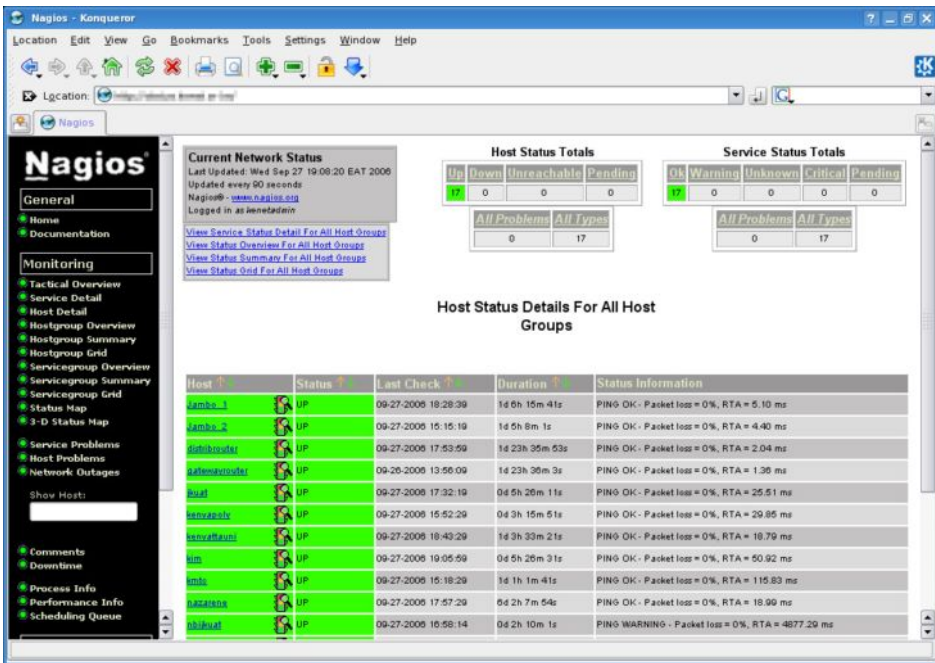 Nagios - Konqueror
Location Edit View Go Bookmarks Tools Settings Window Help
Location:
Nagios
Nagios®
General
Home
Documentation
Monitoring
Tactical Overview
Service Detail
Host Detail
Hostgroup Overview
Hostgroup Summary
Hostgroup Grid
Servicegroup Overview
Servicegroup Summary
Servicegroup Grid
Status Map
3-D Status Map
Service Problems
Host Problems
Network Outages
Show Host:
Comments
Downtime
Process Info
Performance Info
Scheduling Queue
Current Network Status
Last Updated: Wed Sep 27 19:08:20 EAT 2006
Updated every 90 seconds
Nagios® - www.nagios.org
Logged in as kenetadmin
View Service Status Detail For All Host Groups
View Status Overview For All Host Groups
View Status Summary For All Host Groups
View Status Grid For All Host Groups
Host Status Totals
Up Down Unreachable Pending
17 0 0 0
All Problems All Types
0 17
Service Status Totals
Ok Warning Unknown Critical Pending
17 0 0 0 0
All Problems All Types
0 17
Host Status Details For All Host
Groups
Host Status Last Check Duration Status Information
Jambo_1 UP 09-27-2006 18:28:39 1d 6h 15m 41s PING OK - Packet loss = 0%, RTA = 5.10 ms
Jambo_2 UP 09-27-2006 15:15:19 1d 5h 8m 1s PING OK - Packet loss = 0%, RTA = 4.40 ms
distribrouter UP 09-27-2006 17:53:59 1d 23h 35m 53s PING OK - Packet loss = 0%, RTA = 2.04 ms
gatewayrouter UP 09-26-2006 13:56:09 1d 23h 36m 3s PING OK - Packet loss = 0%, RTA = 1.36 ms
jkuat UP 09-27-2006 17:32:19 0d 5h 26m 11s PING OK - Packet loss = 0%, RTA = 25.51 ms
kenyapoly UP 09-27-2006 15:52:29 0d 3h 15m 51s PING OK - Packet loss = 0%, RTA = 29.85 ms
kenyattauni UP 09-27-2006 18:43:29 1d 3h 33m 21s PING OK - Packet loss = 0%, RTA = 18.79 ms
kim UP 09-27-2006 19:05:59 0d 5h 26m 31s PING OK - Packet loss = 0%, RTA = 50.92 ms
kmtc UP 09-27-2006 15:18:29 1d 1h 1m 41s PING OK - Packet loss = 0%, RTA = 115.83 ms
nazarene UP 09-27-2006 17:57:29 6d 2h 7m 54s PING OK - Packet loss = 0%, RTA = 18.99 ms
nbijkuat UP 09-27-2006 16:58:14 0d 2h 10m 1s PING WARNING - Packet loss = 0%, RTA = 4877.29 ms